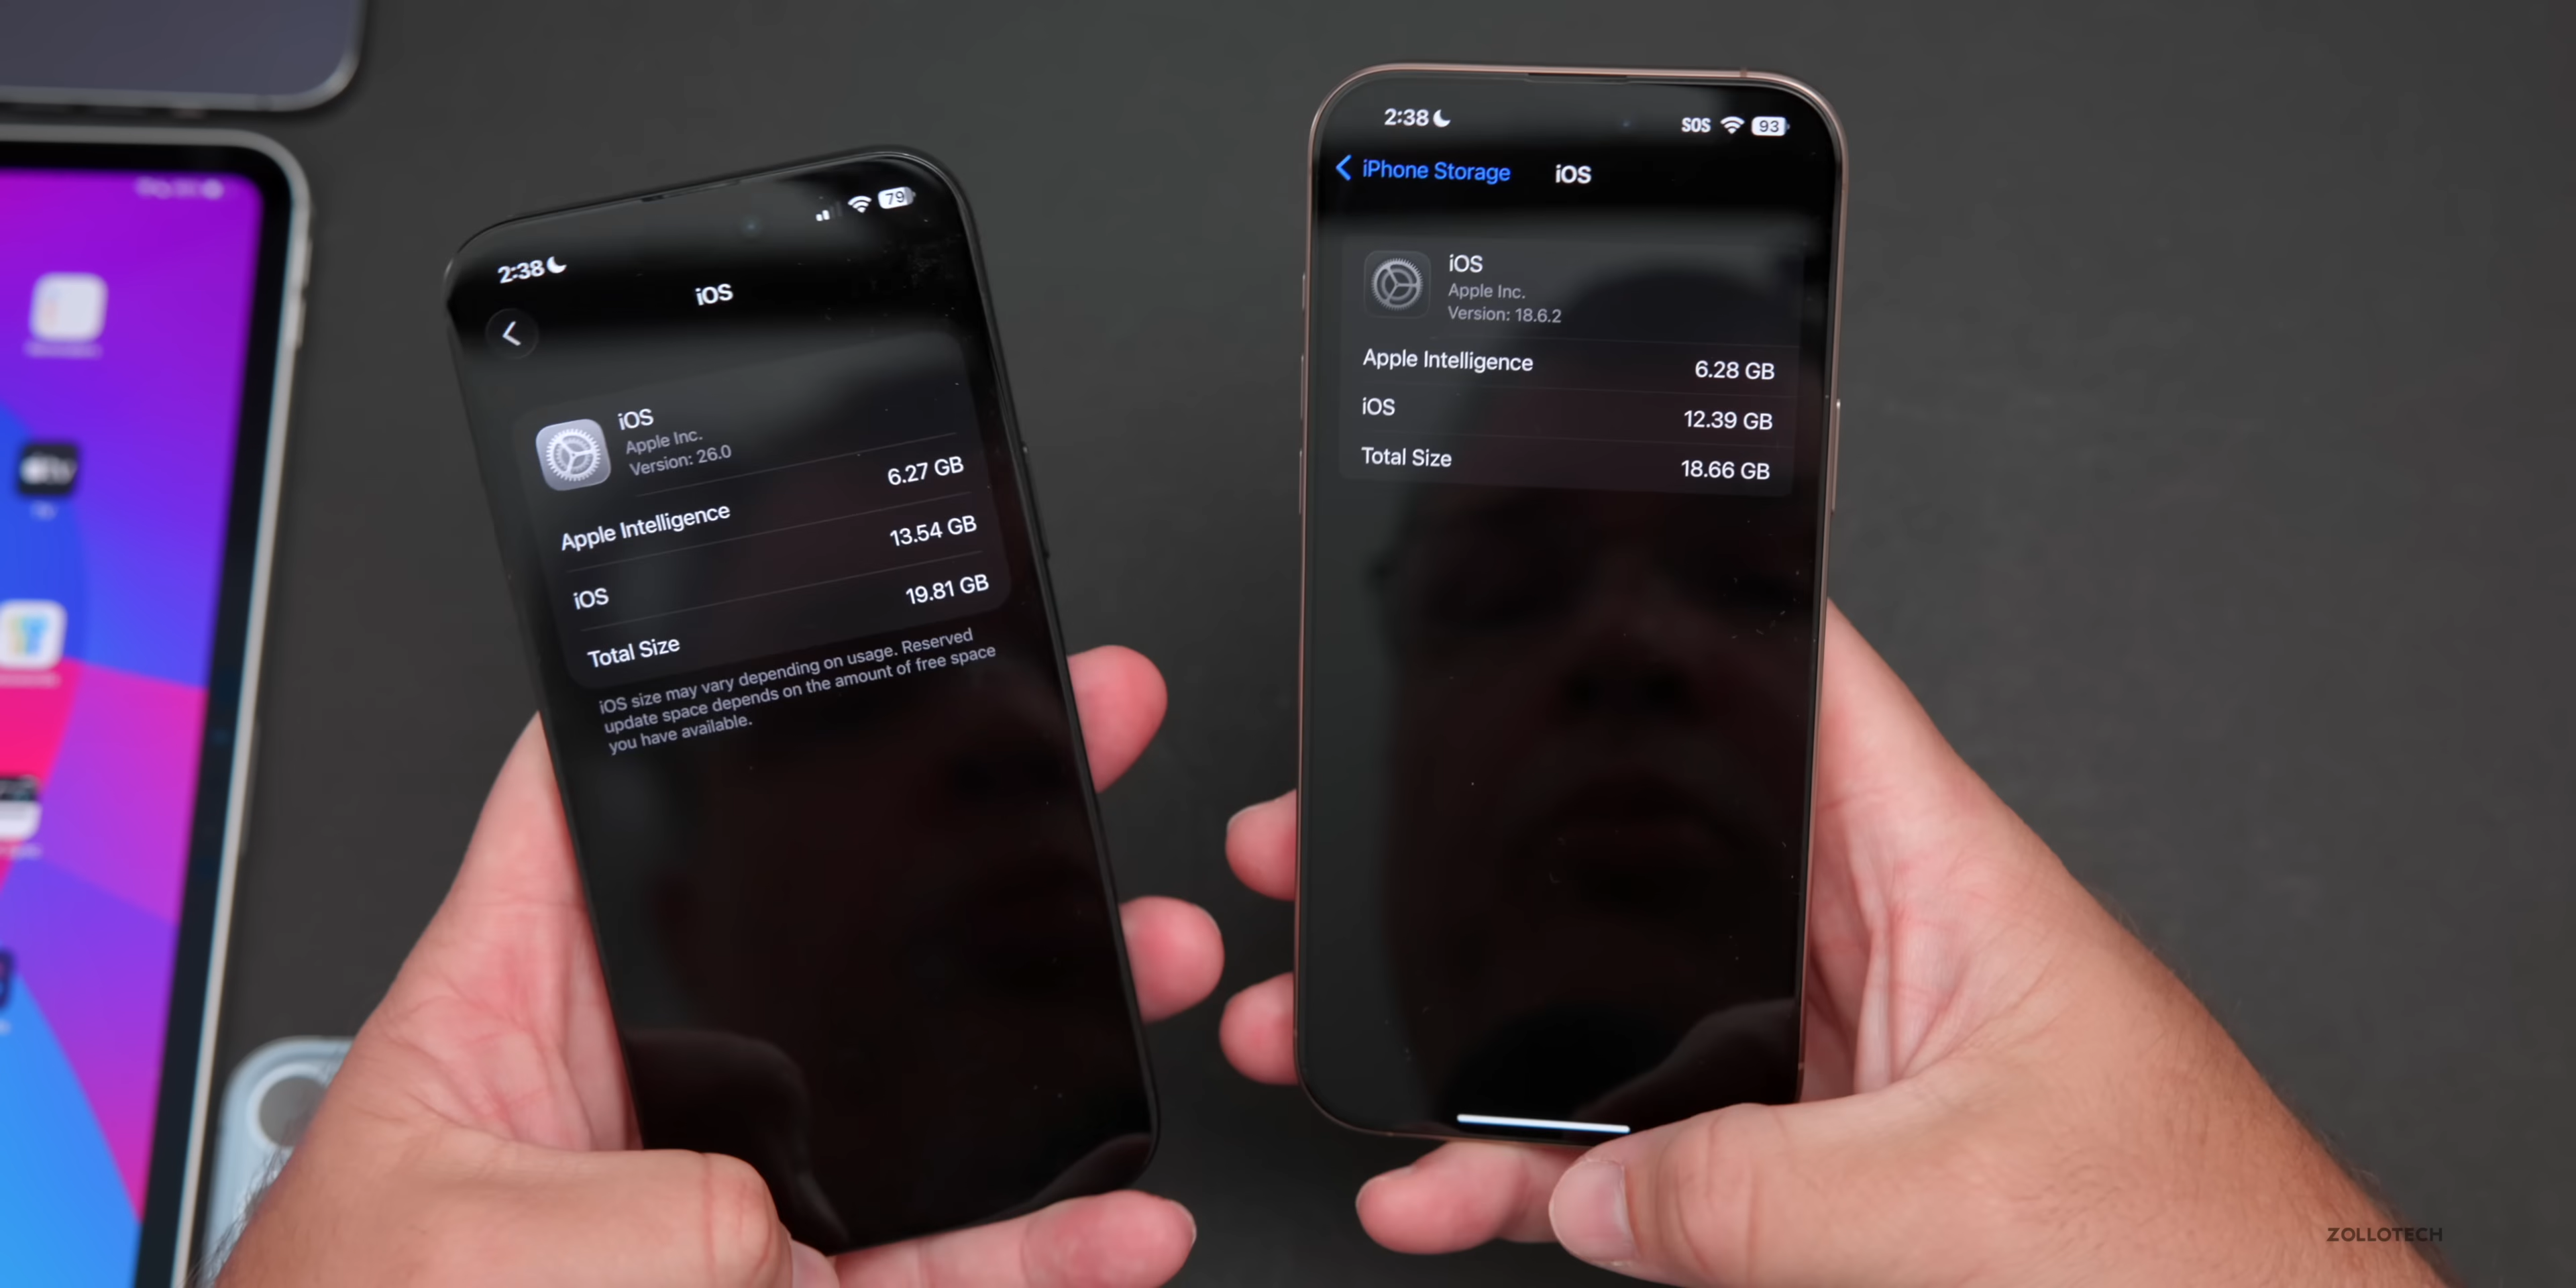 2:38
79
iOS
iOS
Apple Inc.
Version: 26.0
Apple Intelligence 6.27 GB
iOS 13.54 GB
Total Size 19.81 GB
iOS size may vary depending on usage. Reserved
update space depends on the amount of free space
you have available.
2:38
SOS 93
iPhone Storage iOS
iOS
Apple Inc.
Version: 18.6.2
Apple Intelligence 6.28 GB
iOS 12.39 GB
Total Size 18.66 GB
ZOLLOTECH